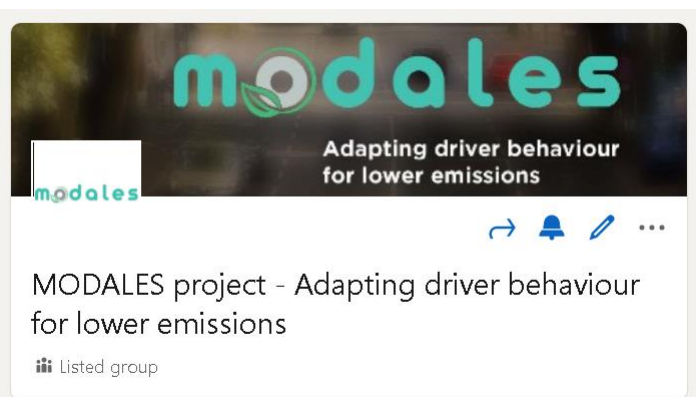 modales
Adapting driver behaviour
for lower emissions
modales
MODALES project - Adapting driver behaviour
for lower emissions
Listed group